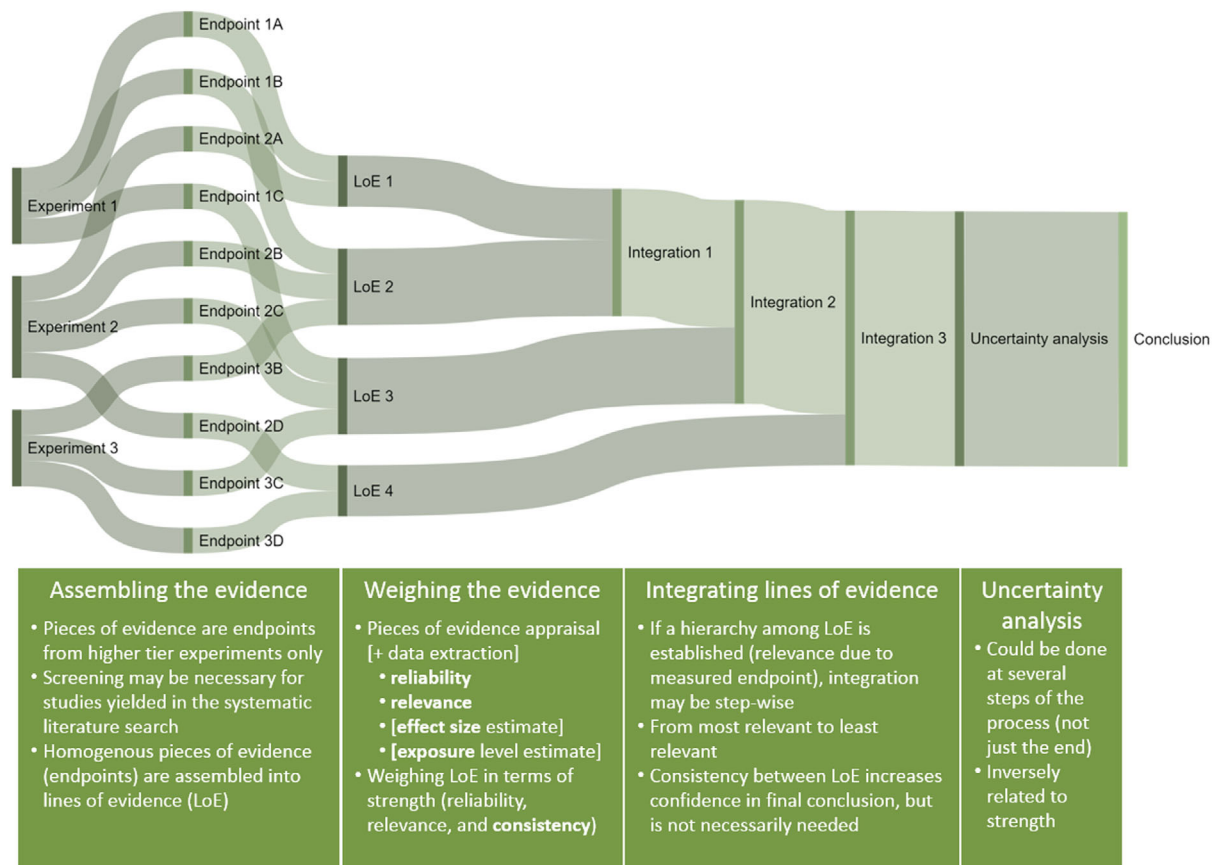 Endpoint 1A
Endpoint 1B
Endpoint 2A
Endpoint 1C
Endpoint 2B
Endpoint 2C
Endpoint 3B
Endpoint 2D
Endpoint 3C
Endpoint 3D
Experiment 1
Experiment 2
Experiment 3
LoE 1
LoE 2
LoE 3
LoE 4
Integration 1
Integration 2
Integration 3
Uncertainty analysis
Conclusion
Assembling the evidence
• Pieces of evidence are endpoints
from higher tier experiments only
• Screening may be necessary for
studies yielded in the systematic
literature search
• Homogenous pieces of evidence
(endpoints) are assembled into
lines of evidence (LoE)
Weighing the evidence
• Pieces of evidence appraisal
[+ data extraction]
• reliability
• relevance
• [effect size estimate]
• [exposure level estimate]
• Weighing LoE in terms of
strength (reliability,
relevance, and consistency)
Integrating lines of evidence
• If a hierarchy among LoE is
established (relevance due to
measured endpoint), integration
may be step-wise
• From most relevant to least
relevant
• Consistency between LoE increases
confidence in final conclusion, but
is not necessarily needed
Uncertainty
analysis
• Could be done
at several
steps of the
process (not
just the end)
• Inversely
related to
strength